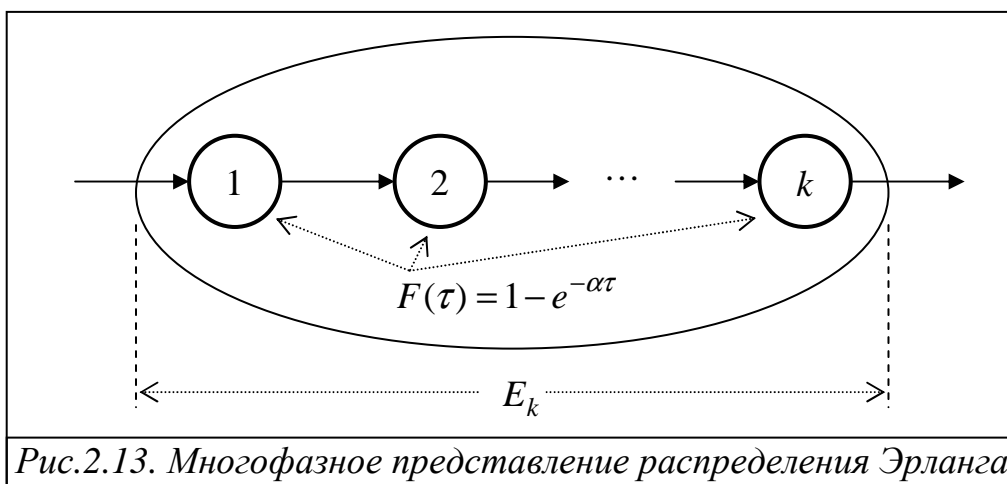 1 2 ... k
F(τ) = 1 − e^{−ατ}
E_k
Рис.2.13. Многофазное представление распределения Эрланга